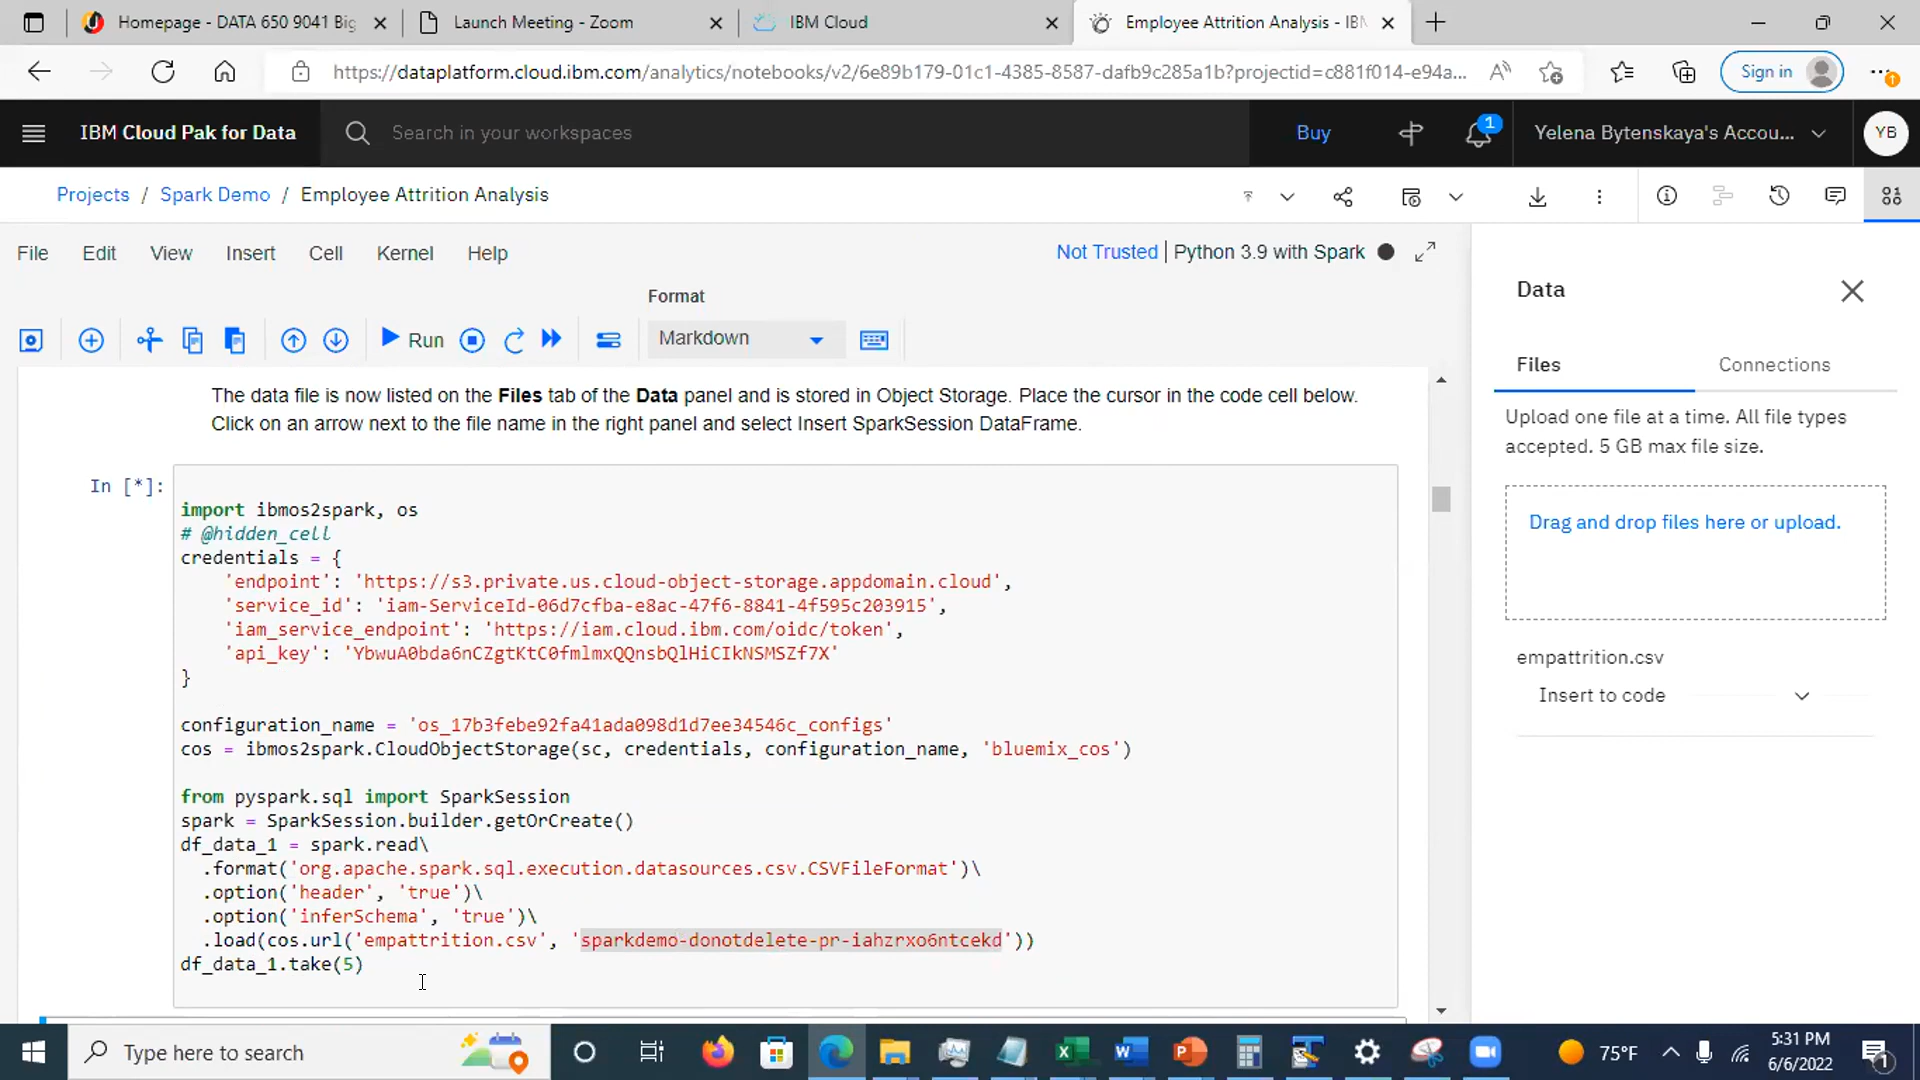 Homepage - DATA 650 9041 Big
Launch Meeting - Zoom
IBM Cloud
Employee Attrition Analysis - IBM
https://dataplatform.cloud.ibm.com/analytics/notebooks/v2/6e89b179-01c1-4385-8587-dafb9c285a1b?projectid=c881f014-e94a...
Sign in
IBM Cloud Pak for Data
Search in your workspaces
Buy
1
Yelena Bytenskaya's Accou...
YB
Projects / Spark Demo / Employee Attrition Analysis
File Edit View Insert Cell Kernel Help
Not Trusted | Python 3.9 with Spark
Format
Run
Markdown
The data file is now listed on the Files tab of the Data panel and is stored in Object Storage. Place the cursor in the code cell below.
Click on an arrow next to the file name in the right panel and select Insert SparkSession DataFrame.
In [*]:
import ibmos2spark, os
# @hidden_cell
credentials = {
'endpoint': 'https://s3.private.us.cloud-object-storage.appdomain.cloud',
'service_id': 'iam-ServiceId-06d7cfba-e8ac-47f6-8841-4f595c203915',
'iam_service_endpoint': 'https://iam.cloud.ibm.com/oidc/token',
'api_key': 'YbwuA0bda6nCZgtKtC0fmlmxQQnsbQlHiCIkNSMSZf7X'
}
configuration_name = 'os_17b3febe92fa41ada098d1d7ee34546c_configs'
cos = ibmos2spark.CloudObjectStorage(sc, credentials, configuration_name, 'bluemix_cos')
from pyspark.sql import SparkSession
spark = SparkSession.builder.getOrCreate()
df_data_1 = spark.read\
.format('org.apache.spark.sql.execution.datasources.csv.CSVFileFormat')\
.option('header', 'true')\
.option('inferSchema', 'true')\
.load(cos.url('empattrition.csv', 'sparkdemo-donotdelete-pr-iahzrxo6ntcekd'))
df_data_1.take(5)
Data
Files
Connections
Upload one file at a time. All file types
accepted. 5 GB max file size.
Drag and drop files here or upload.
empattrition.csv
Insert to code
Type here to search
75°F
5:31 PM
6/6/2022
1